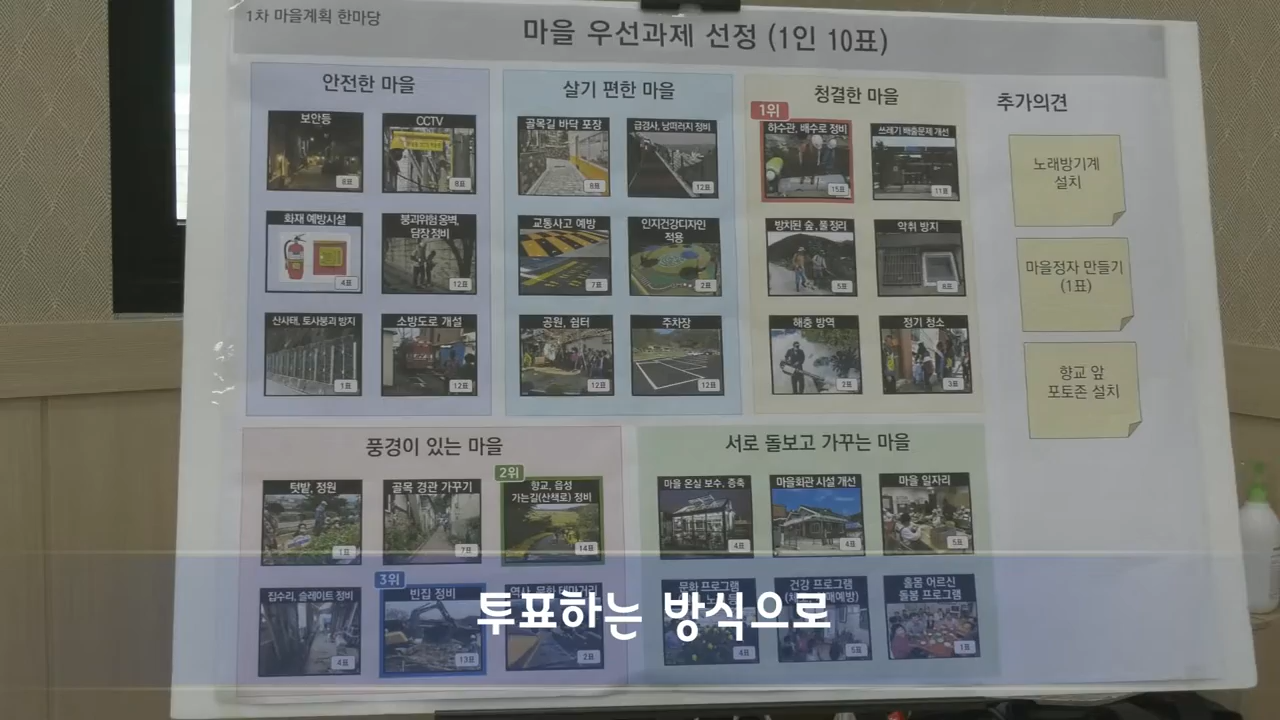 1차 마을계획 한마당
마을 우선과제 선정 (1인 10표)
안전한 마을
보안등
CCTV
8표
화재 예방시설
4표
붕괴위험 옹벽,
담장 정비
12표
산사태, 토사붕괴 방지
1표
소방도로 개설
12표
살기 편한 마을
골목길 바닥 포장
급경사, 낭떠러지 정비
12표
교통사고 예방
7표
인지건강디자인
적용
2표
공원, 쉼터
12표
주차장
12표
청결한 마을
1위
하수관, 배수로 정비
15표
쓰레기 배출문제 개선
11표
방치된 숲, 풀 정리
5표
악취 방지
해충 방역
2표
정기 청소
3표
추가의견
노래방기계
설치
마을정자 만들기
(1표)
향교 앞
포토존 설치
풍경이 있는 마을
텃밭, 정원
1표
골목 경관 가꾸기
7표
2위
향교, 읍성
가는길(산책로) 정비
14표
집수리, 슬레이트 정비
4표
3위
빈집 정비
13표
2표
서로 돌보고 가꾸는 마을
마을 온실 보수, 증축
4표
마을회관 시설 개선
4표
마을 일자리
5표
문화 프로그램
4표
건강 프로그램
5표
홀몸 어르신
돌봄 프로그램
1표
투표하는 방식으로